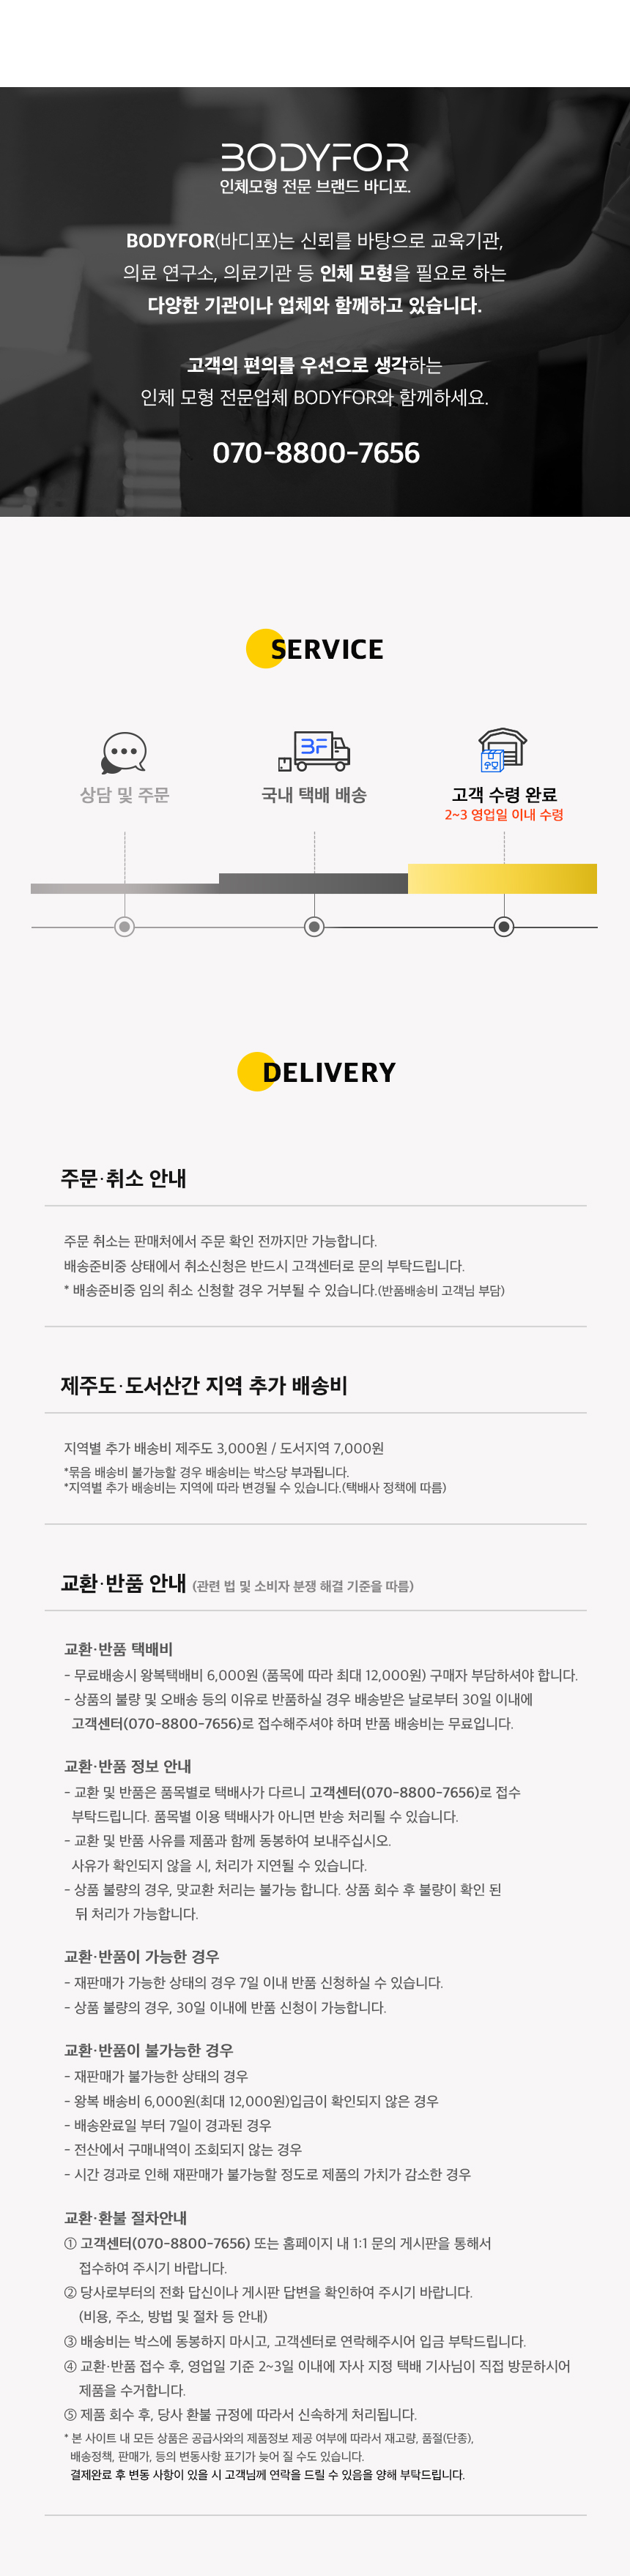 BODYFOR
인체모형 전문 브랜드 바디포.
BODYFOR(바디포)는 신뢰를 바탕으로 교육기관,
의료 연구소, 의료기관 등 인체 모형을 필요로 하는
다양한 기관이나 업체와 함께하고 있습니다.
고객의 편의를 우선으로 생각하는
인체 모형 전문업체 BODYFOR와 함께하세요.
070-8800-7656
SERVICE
BF
상담 및 주문
국내 택배 배송
고객 수령 완료
2~3 영업일 이내 수령
DELIVERY
주문·취소 안내
주문 취소는 판매처에서 주문 확인 전까지만 가능합니다.
배송준비중 상태에서 취소신청은 반드시 고객센터로 문의 부탁드립니다.
* 배송준비중 임의 취소 신청할 경우 거부될 수 있습니다.(반품배송비 고객님 부담)
제주도·도서산간 지역 추가 배송비
지역별 추가 배송비 제주도 3,000원 / 도서지역 7,000원
*묶음 배송비 불가능할 경우 배송비는 박스당 부과됩니다.
*지역별 추가 배송비는 지역에 따라 변경될 수 있습니다.(택배사 정책에 따름)
교환·반품 안내 (관련 법 및 소비자 분쟁 해결 기준을 따름)
교환·반품 택배비
- 무료배송시 왕복택배비 6,000원 (품목에 따라 최대 12,000원) 구매자 부담하셔야 합니다.
- 상품의 불량 및 오배송 등의 이유로 반품하실 경우 배송받은 날로부터 30일 이내에
고객센터(070-8800-7656)로 접수해주셔야 하며 반품 배송비는 무료입니다.
교환·반품 정보 안내
- 교환 및 반품은 품목별로 택배사가 다르니 고객센터(070-8800-7656)로 접수
부탁드립니다. 품목별 이용 택배사가 아니면 반송 처리될 수 있습니다.
- 교환 및 반품 사유를 제품과 함께 동봉하여 보내주십시오.
사유가 확인되지 않을 시, 처리가 지연될 수 있습니다.
- 상품 불량의 경우, 맞교환 처리는 불가능 합니다. 상품 회수 후 불량이 확인 된
뒤 처리가 가능합니다.
교환·반품이 가능한 경우
- 재판매가 가능한 상태의 경우 7일 이내 반품 신청하실 수 있습니다.
- 상품 불량의 경우, 30일 이내에 반품 신청이 가능합니다.
교환·반품이 불가능한 경우
- 재판매가 불가능한 상태의 경우
- 왕복 배송비 6,000원(최대 12,000원)입금이 확인되지 않은 경우
- 배송완료일 부터 7일이 경과된 경우
- 전산에서 구매내역이 조회되지 않는 경우
- 시간 경과로 인해 재판매가 불가능할 정도로 제품의 가치가 감소한 경우
교환·환불 절차안내
① 고객센터(070-8800-7656) 또는 홈페이지 내 1:1 문의 게시판을 통해서
접수하여 주시기 바랍니다.
② 당사로부터의 전화 답신이나 게시판 답변을 확인하여 주시기 바랍니다.
(비용, 주소, 방법 및 절차 등 안내)
③ 배송비는 박스에 동봉하지 마시고, 고객센터로 연락해주시어 입금 부탁드립니다.
④ 교환·반품 접수 후, 영업일 기준 2~3일 이내에 자사 지정 택배 기사님이 직접 방문하시어
제품을 수거합니다.
⑤ 제품 회수 후, 당사 환불 규정에 따라서 신속하게 처리됩니다.
* 본 사이트 내 모든 상품은 공급사와의 제품정보 제공 여부에 따라서 재고량, 품절(단종),
배송정책, 판매가, 등의 변동사항 표기가 늦어 질 수도 있습니다.
결제완료 후 변동 사항이 있을 시 고객님께 연락을 드릴 수 있음을 양해 부탁드립니다.